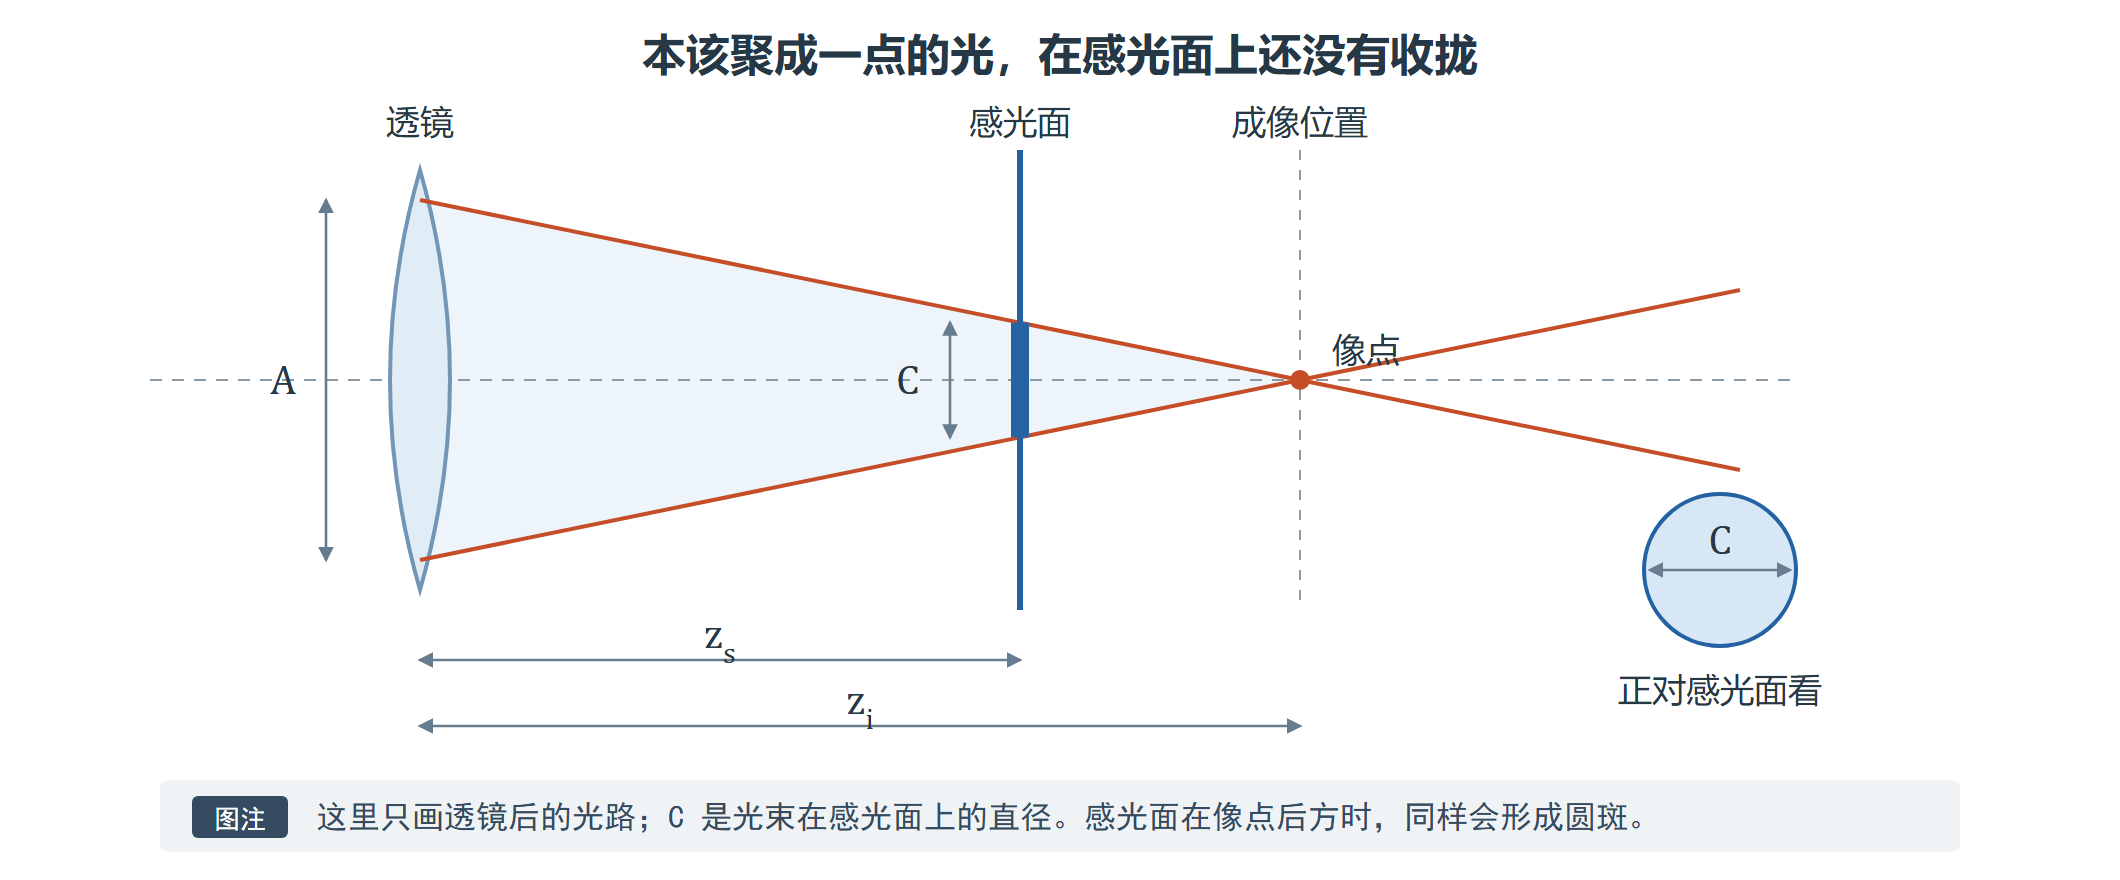 本该聚成一点的光，在感光面上还没有收拢
透镜
感光面
成像位置
像点
A
C
C
正对感光面看
z_s
z_i
图注 这里只画透镜后的光路；C 是光束在感光面上的直径。感光面在像点后方时，同样会形成圆斑。